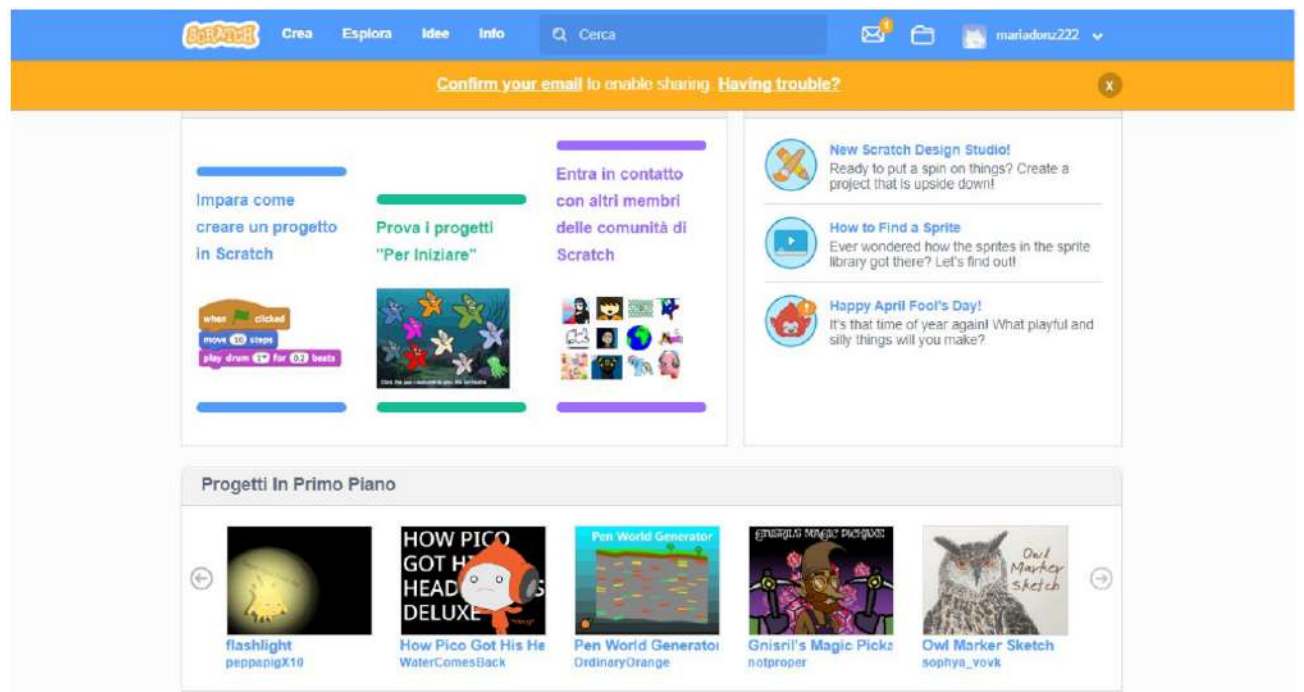 SCRATCH Crea Esplora Idee Info Cerca 1 mariadonz222
Confirm your email to enable sharing. Having trouble? x
Impara come
creare un progetto
in Scratch
when clicked
move 10 steps
play drum 1 for 0.2 beats
Prova i progetti
"Per Iniziare"
Entra in contatto
con altri membri
delle comunità di
Scratch
New Scratch Design Studio!
Ready to put a spin on things? Create a
project that is upside down!
How to Find a Sprite
Ever wondered how the sprites in the sprite
library got there? Let's find out!
Happy April Fool's Day!
It's that time of year again! What playful and
silly things will you make?
Progetti In Primo Piano
HOW PICO
GOT
HEAD S
DELUXE
Pen World Generator
GNISRIL'S MAGIC PICKAXE
Owl
Marker
Sketch
flashlight
peppapigX10
How Pico Got His He
WaterComesBack
Pen World Generator
OrdinaryOrange
Gnisril's Magic Picka
notproper
Owl Marker Sketch
sophya_vovk